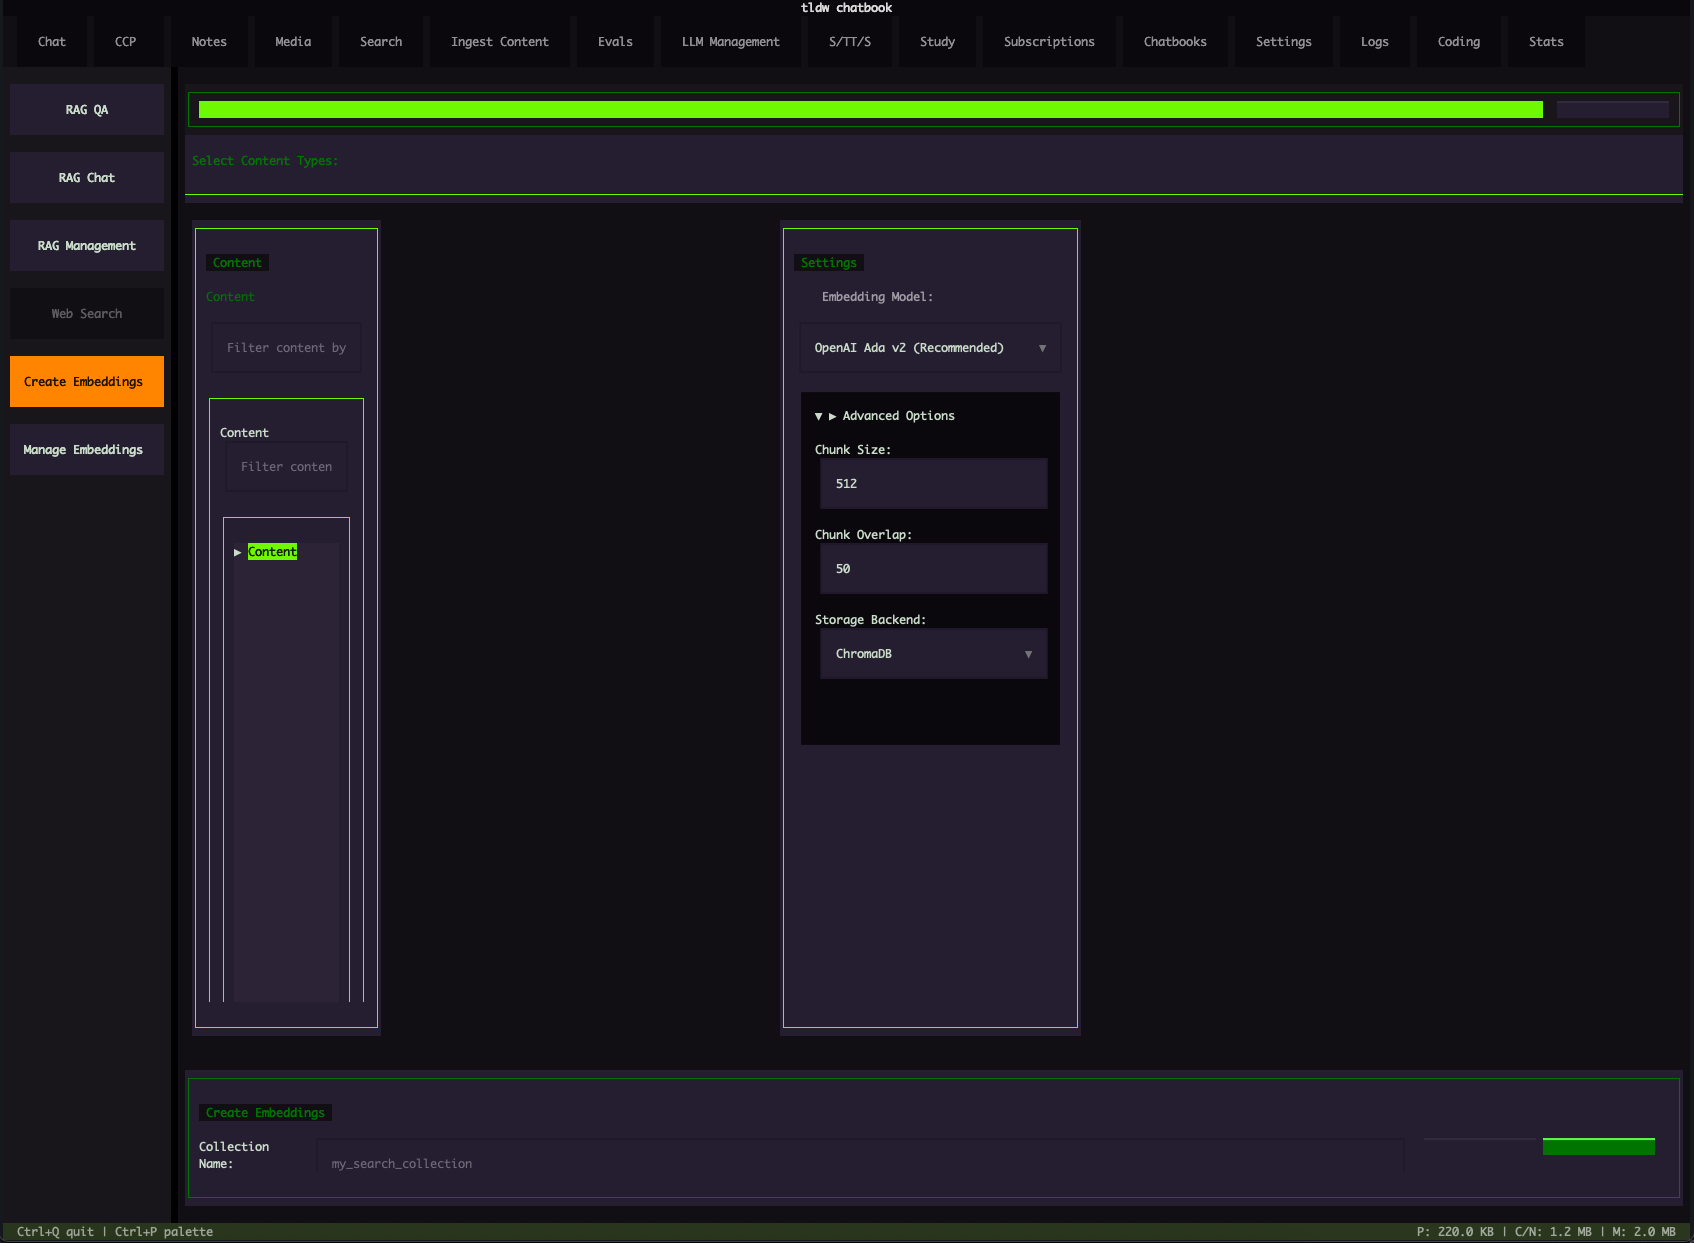 tldw chatbook
Chat CCP Notes Media Search Ingest Content Evals LLM Management S/TT/S Study Subscriptions Chatbooks Settings Logs Coding Stats
RAG QA
RAG Chat
RAG Management
Web Search
Create Embeddings
Manage Embeddings
Select Content Types:
Content
Content
Filter content by
Content
Filter conten
▶ Content
Settings
Embedding Model:
OpenAI Ada v2 (Recommended) ▼
▼ ▶ Advanced Options
Chunk Size:
512
Chunk Overlap:
50
Storage Backend:
ChromaDB ▼
Create Embeddings
Collection
Name:
my_search_collection
Ctrl+Q quit | Ctrl+P palette
P: 220.0 KB | C/N: 1.2 MB | M: 2.0 MB